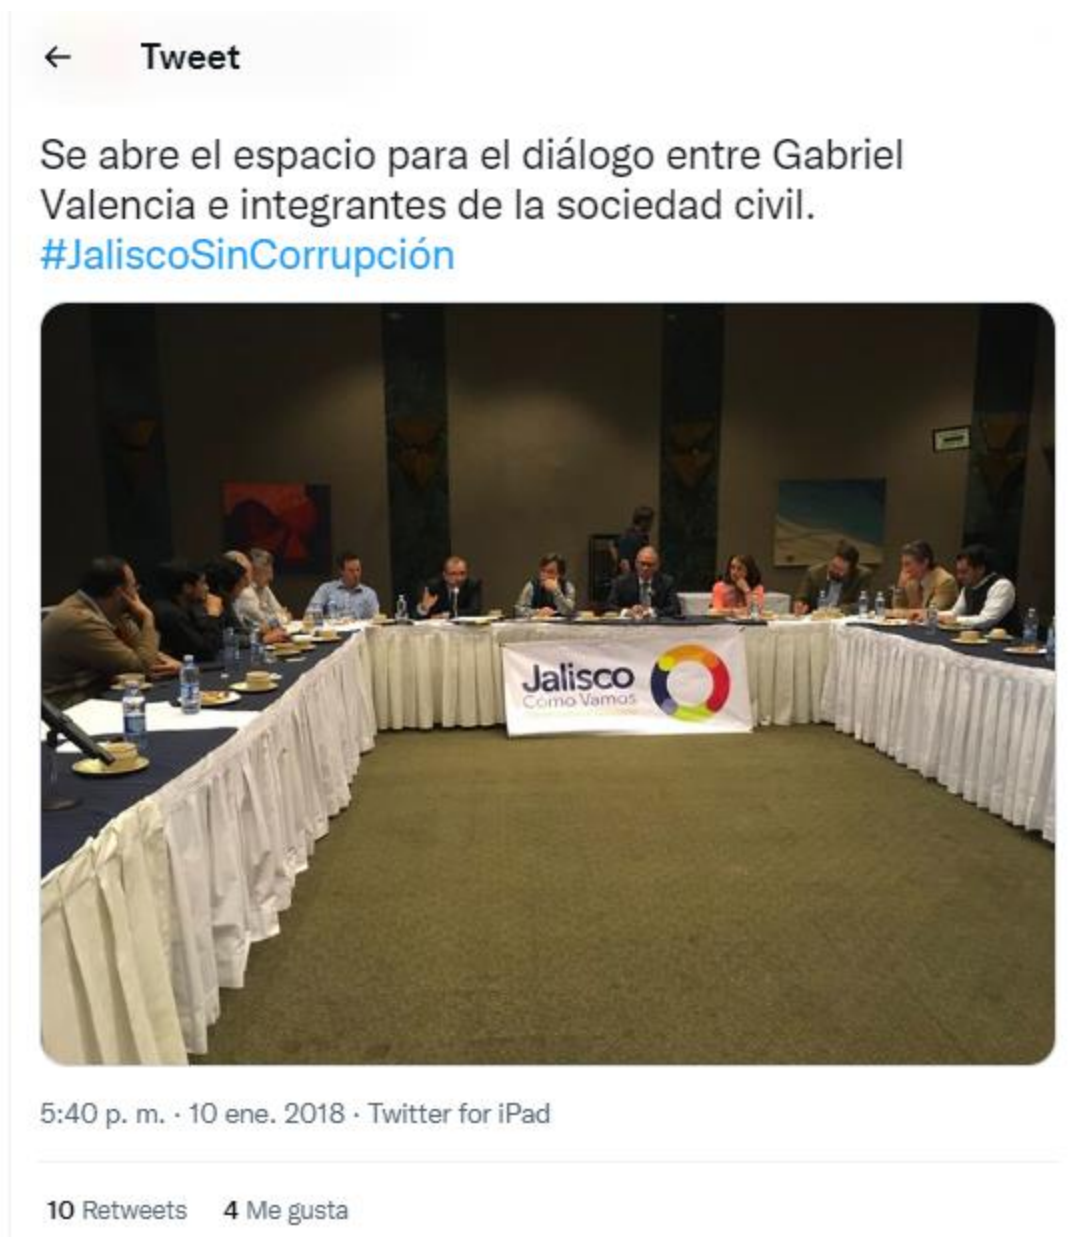 Tweet
Se abre el espacio para el diálogo entre Gabriel
Valencia e integrantes de la sociedad civil.
#JaliscoSinCorrupción
Jalisco
Cómo Vamos
5:40 p. m. · 10 ene. 2018 · Twitter for iPad
10 Retweets 4 Me gusta